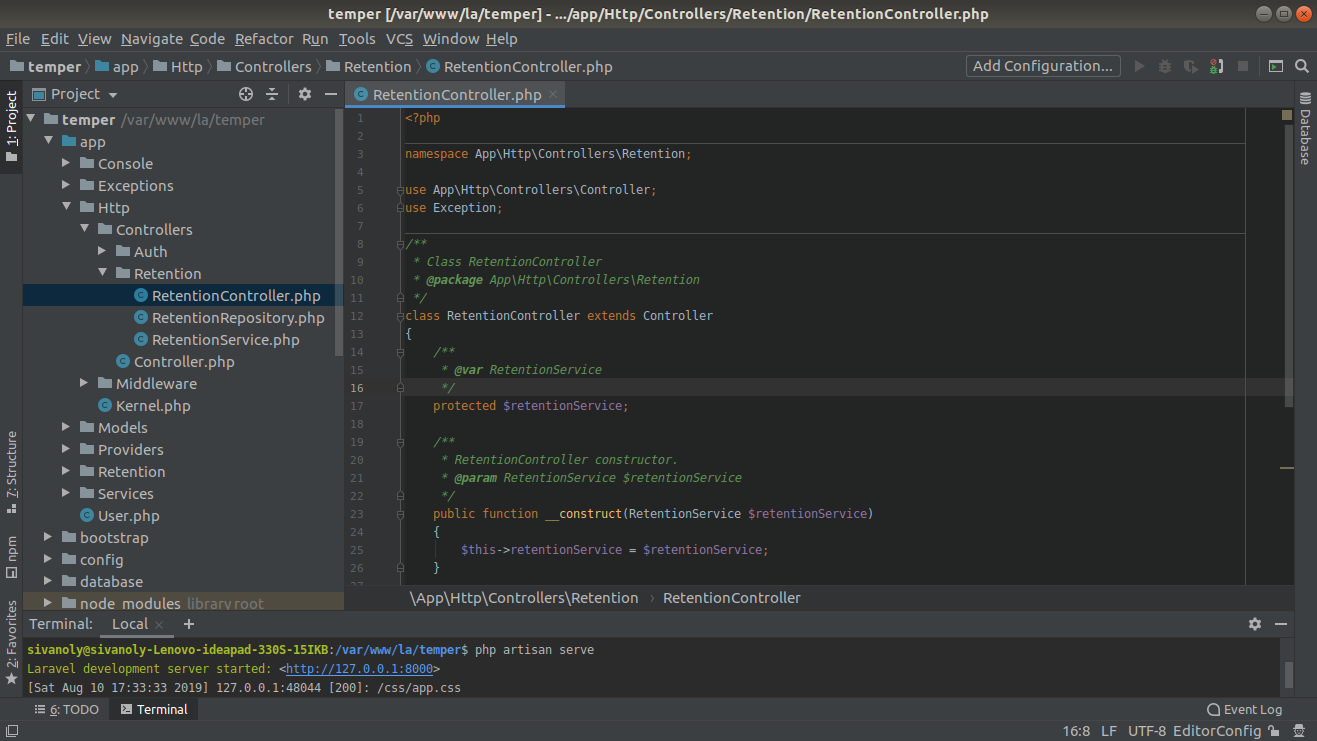 temper [/var/www/la/temper] - .../app/Http/Controllers/Retention/RetentionController.php
File Edit View Navigate Code Refactor Run Tools VCS Window Help
temper app Http Controllers Retention RetentionController.php Add Configuration...
1: Project
7: Structure
npm
2: Favorites
Project
temper /var/www/la/temper
app
Console
Exceptions
Http
Controllers
Auth
Retention
RetentionController.php
RetentionRepository.php
RetentionService.php
Controller.php
Middleware
Kernel.php
Models
Providers
Retention
Services
User.php
bootstrap
config
database
node_modules library root
RetentionController.php
1 <?php
2
3 namespace App\Http\Controllers\Retention;
4
5 use App\Http\Controllers\Controller;
6 use Exception;
7
8 /**
9 * Class RetentionController
10 * @package App\Http\Controllers\Retention
11 */
12 class RetentionController extends Controller
13 {
14 /**
15 * @var RetentionService
16 */
17 protected $retentionService;
18
19 /**
20 * RetentionController constructor.
21 * @param RetentionService $retentionService
22 */
23 public function __construct(RetentionService $retentionService)
24 {
25 $this->retentionService = $retentionService;
26 }
27
\App\Http\Controllers\Retention › RetentionController
Database
Terminal: Local +
sivanoly@sivanoly-Lenovo-ideapad-330S-15IKB:/var/www/la/temper$ php artisan serve
Laravel development server started: <http://127.0.0.1:8000>
[Sat Aug 10 17:33:33 2019] 127.0.0.1:48044 [200]: /css/app.css
6: TODO Terminal Event Log
16:8 LF UTF-8 EditorConfig